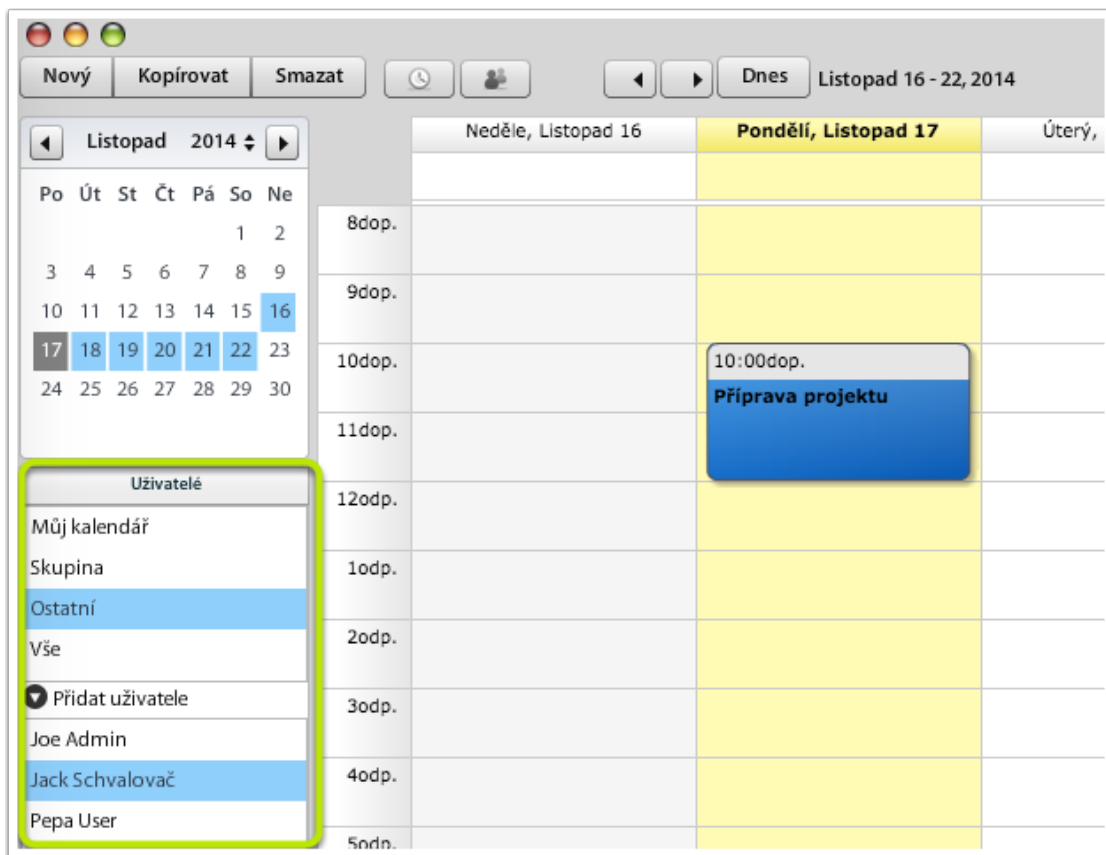 Nový Kopírovat Smazat Dnes Listopad 16 - 22, 2014
Listopad 2014
Po Út St Čt Pá So Ne
1 2
3 4 5 6 7 8 9
10 11 12 13 14 15 16
17 18 19 20 21 22 23
24 25 26 27 28 29 30
Uživatelé
Můj kalendář
Skupina
Ostatní
Vše
Přidat uživatele
Joe Admin
Jack Schvalovač
Pepa User
Neděle, Listopad 16 Pondělí, Listopad 17 Úterý,
8dop.
9dop.
10dop.
11dop.
12odp.
1odp.
2odp.
3odp.
4odp.
5odp.
10:00dop.
Příprava projektu